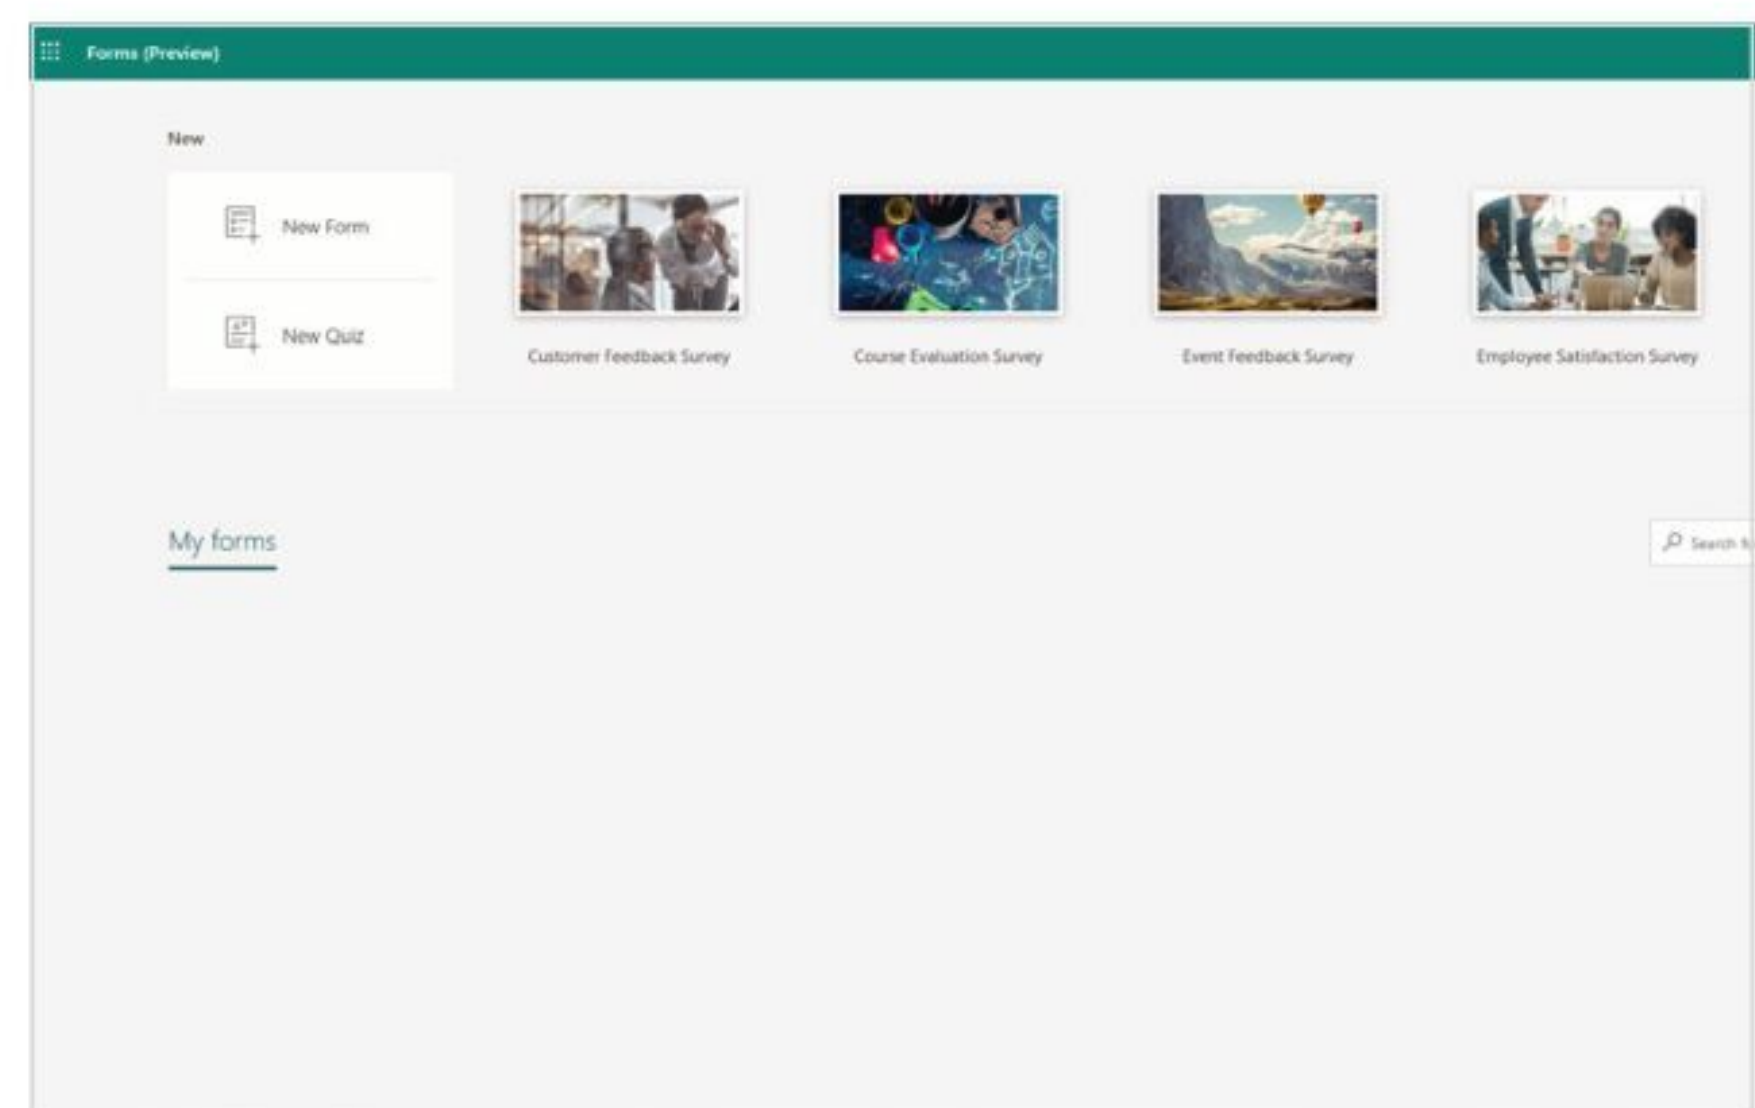 Forms (Preview)
New
New Form
New Quiz
Customer Feedback Survey
Course Evaluation Survey
Event Feedback Survey
Employee Satisfaction Survey
My forms
Search